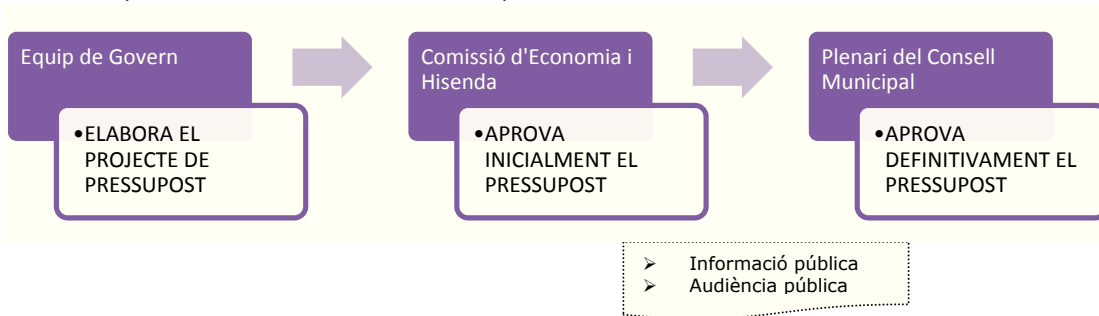 Equip de Govern
•ELABORA EL
PROJECTE DE
PRESSUPOST
Comissió d'Economia i
Hisenda
•APROVA
INICIALMENT EL
PRESSUPOST
Plenari del Consell
Municipal
•APROVA
DEFINITIVAMENT EL
PRESSUPOST
➢ Informació pública
➢ Audiència pública